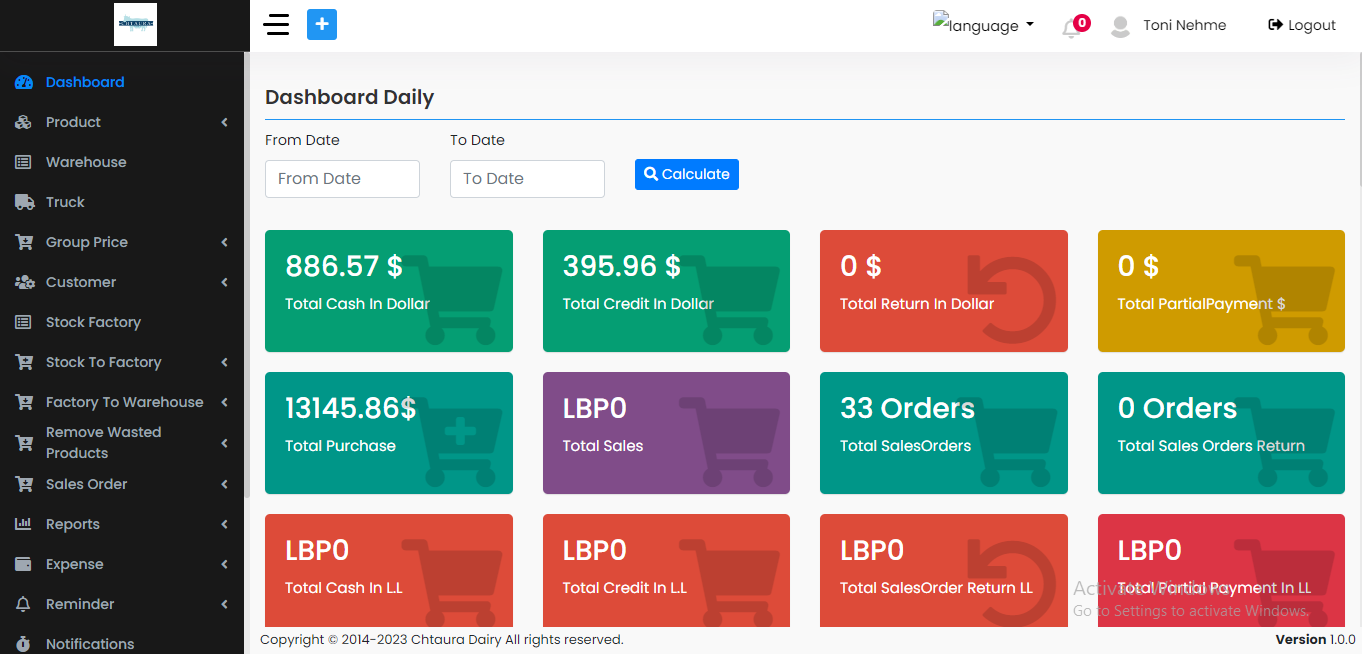 CHTAURA
language
0
Toni Nehme
Logout
Dashboard
Product
Warehouse
Truck
Group Price
Customer
Stock Factory
Stock To Factory
Factory To Warehouse
Remove Wasted
Products
Sales Order
Reports
Expense
Reminder
Notifications
Dashboard Daily
From Date
To Date
From Date
To Date
Calculate
886.57 $
Total Cash In Dollar
395.96 $
Total Credit In Dollar
0 $
Total Return In Dollar
0 $
Total PartialPayment $
13145.86$
Total Purchase
LBP0
Total Sales
33 Orders
Total SalesOrders
0 Orders
Total Sales Orders Return
LBP0
Total Cash In L.L
LBP0
Total Credit In L.L
LBP0
Total SalesOrder Return LL
LBP0
Total Partial Payment In LL
Activate Windows
Go to Settings to activate Windows.
Copyright © 2014-2023 Chtaura Dairy All rights reserved.
Version 1.0.0